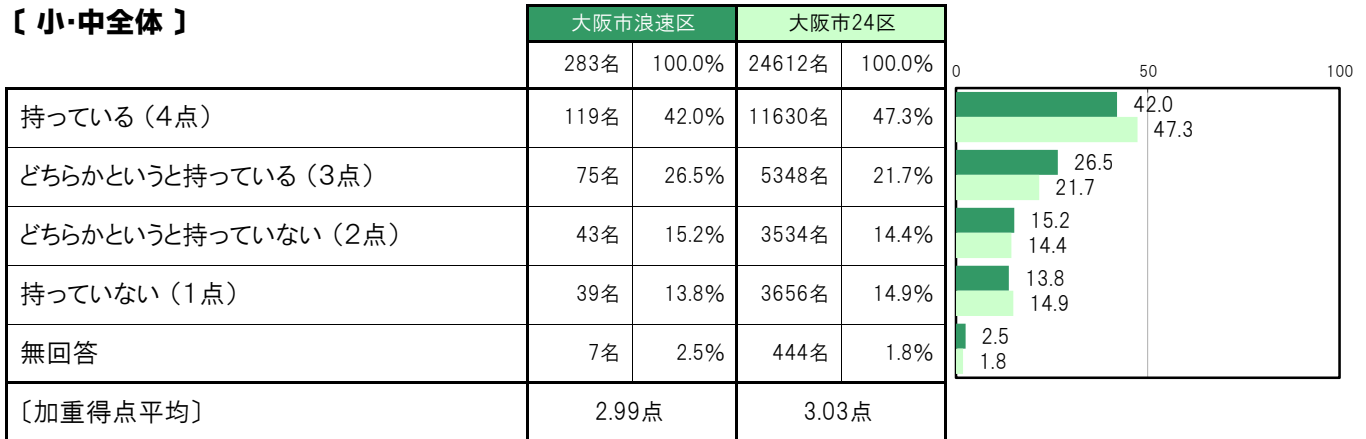 〔 小・中全体 〕
大阪市浪速区 大阪市24区
283名 100.0% 24612名 100.0%
0 50 100
持っている（4点） 119名 42.0% 11630名 47.3%
42.0
47.3
どちらかというと持っている（3点） 75名 26.5% 5348名 21.7%
26.5
21.7
どちらかというと持っていない（2点） 43名 15.2% 3534名 14.4%
15.2
14.4
持っていない（1点） 39名 13.8% 3656名 14.9%
13.8
14.9
無回答 7名 2.5% 444名 1.8%
2.5
1.8
〔加重得点平均〕 2.99点 3.03点